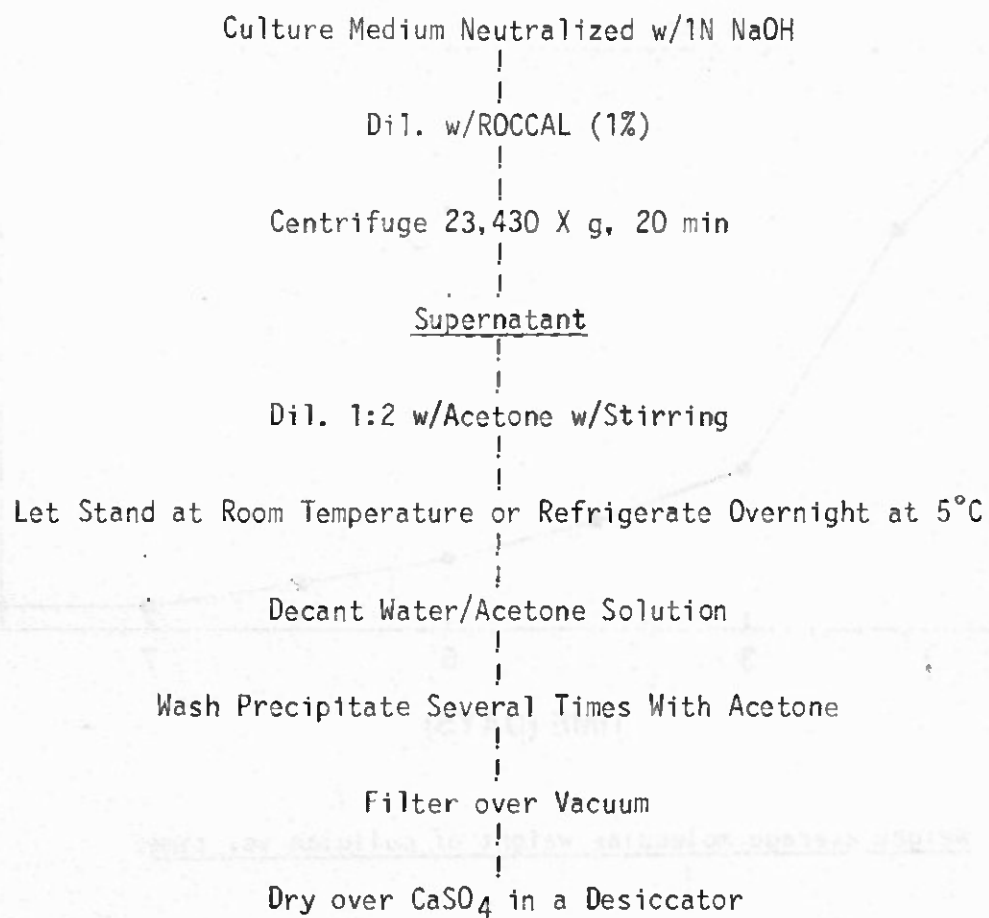 Culture Medium Neutralized w/1N NaOH
Dil. w/ROCCAL (1%)
Centrifuge 23,430 X g, 20 min
Supernatant
Dil. 1:2 w/Acetone w/Stirring
Let Stand at Room Temperature or Refrigerate Overnight at 5°C
Decant Water/Acetone Solution
Wash Precipitate Several Times With Acetone
Filter over Vacuum
Dry over CaSO4 in a Desiccator